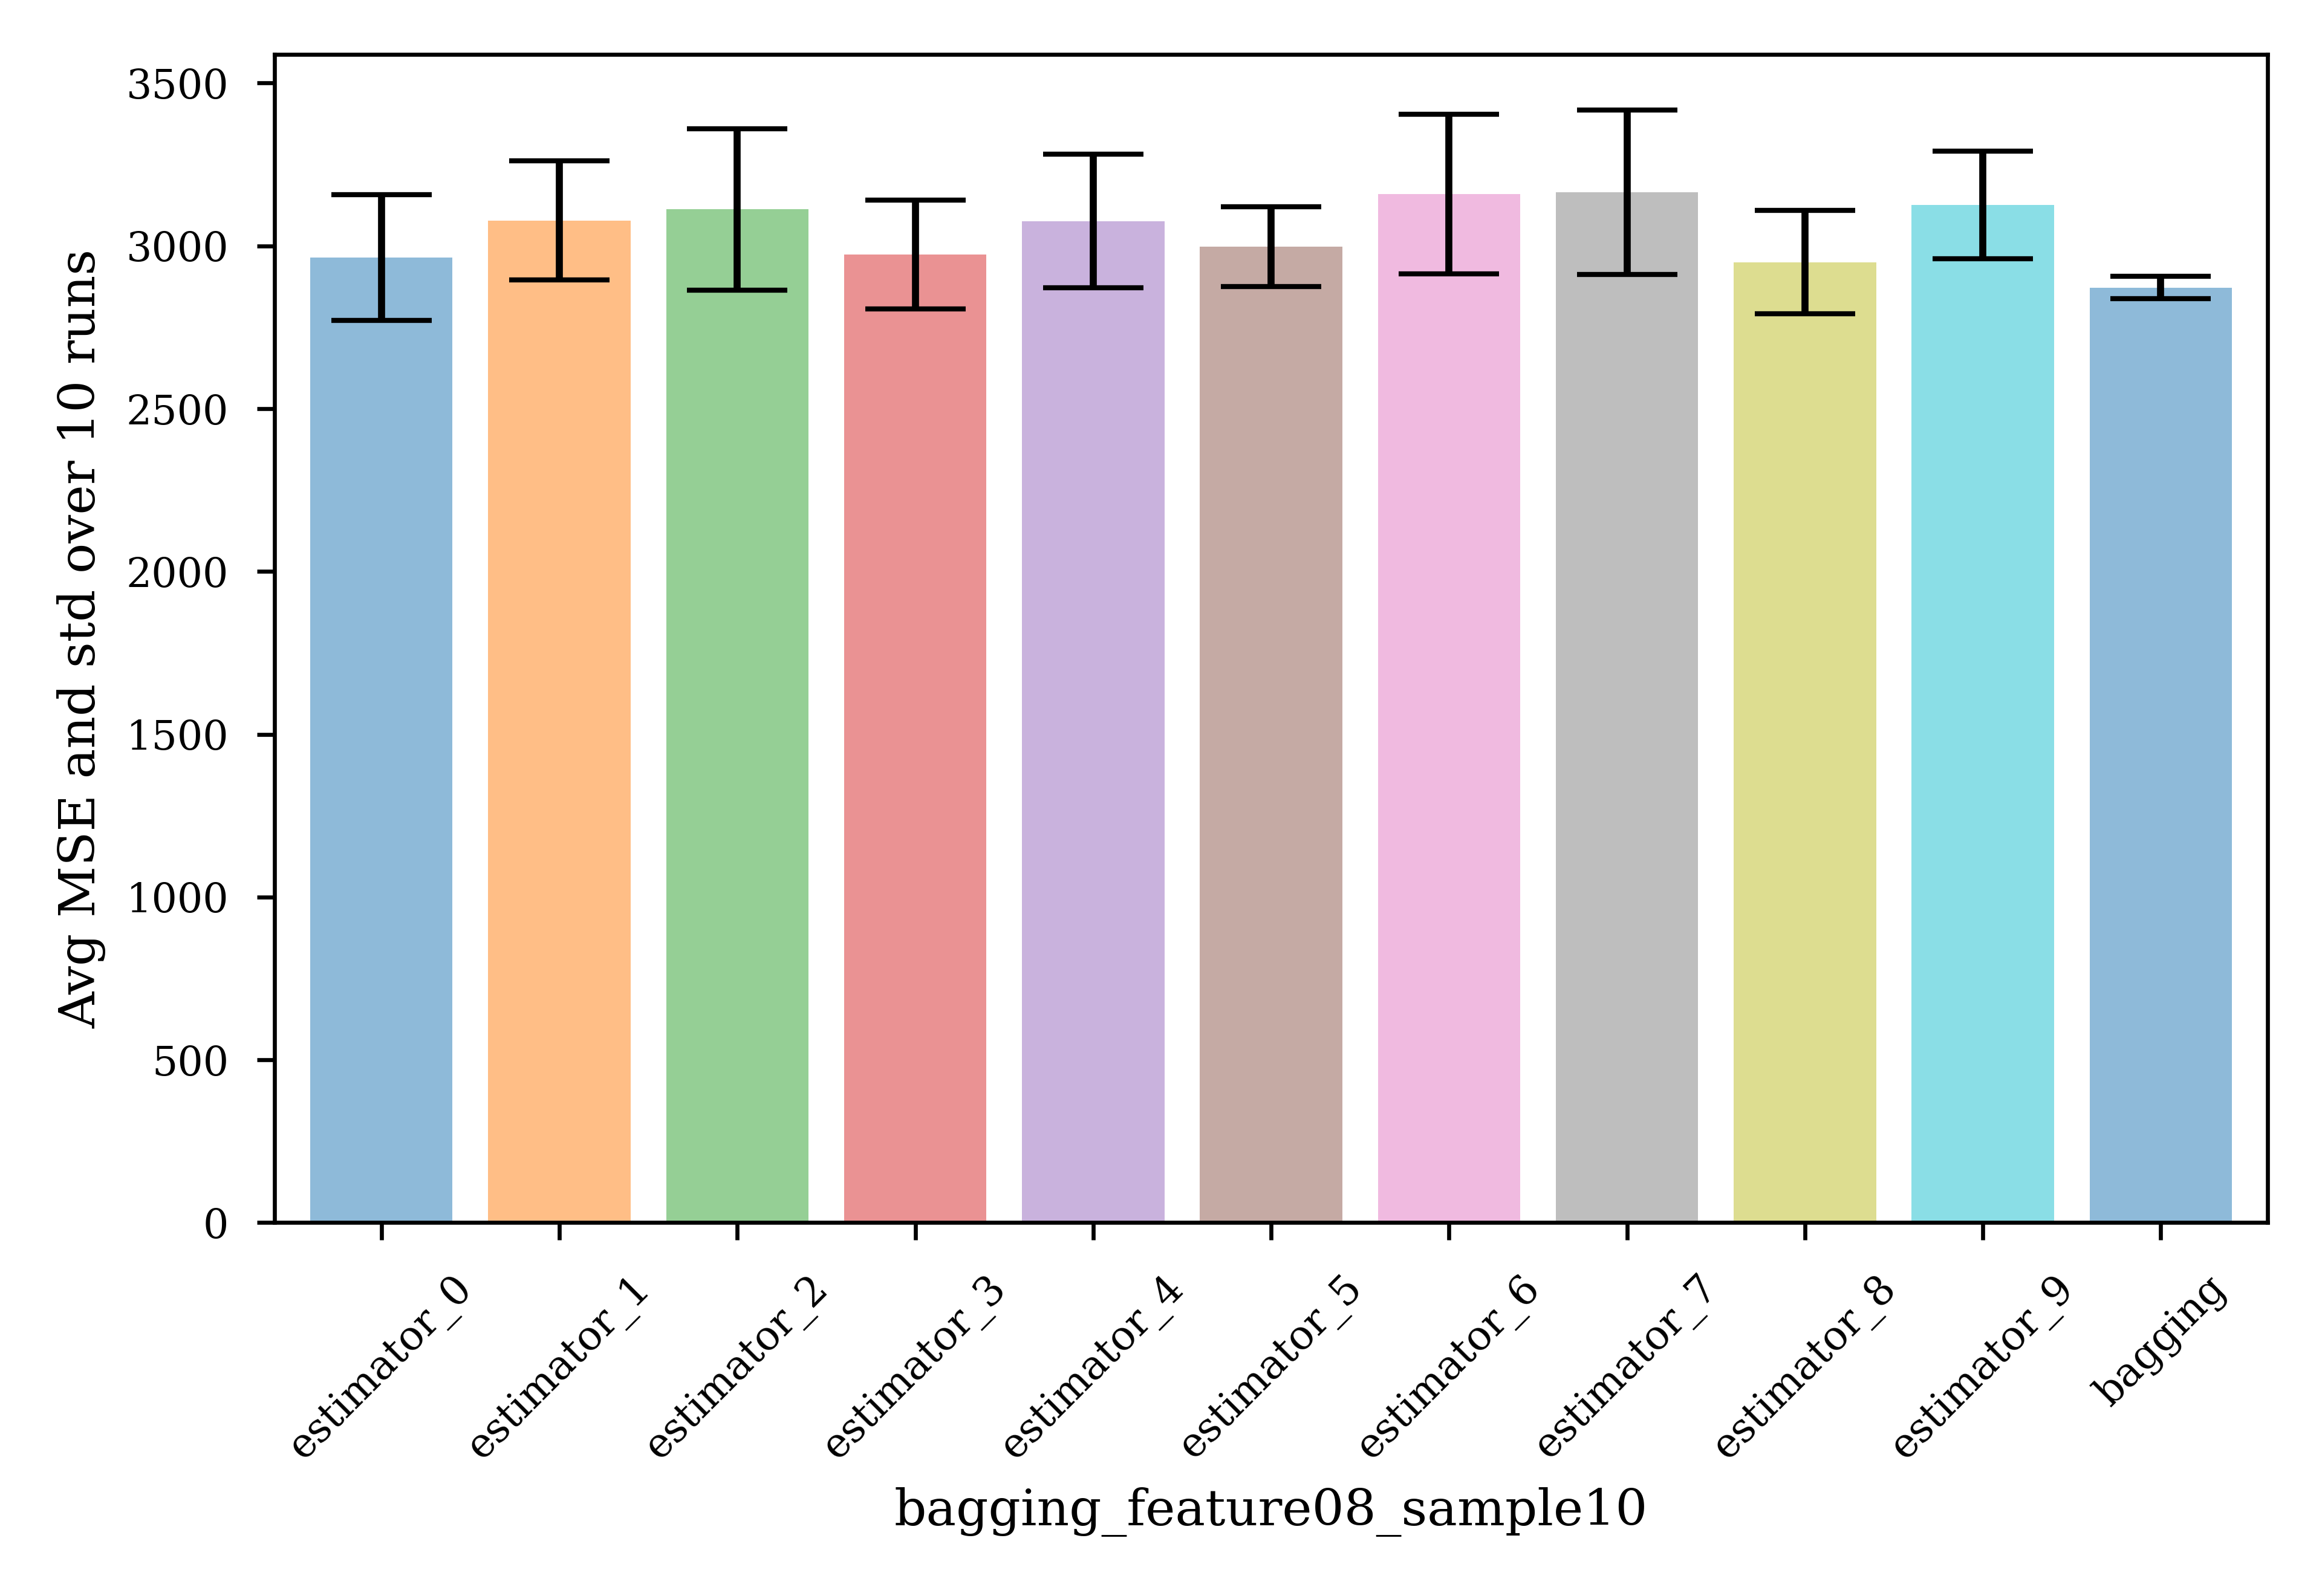 Avg MSE and std over 10 runs
3500
3000
2500
2000
1500
1000
500
0
estimator_0
estimator_1
estimator_2
estimator_3
estimator_4
estimator_5
estimator_6
estimator_7
estimator_8
estimator_9
bagging
bagging_feature08_sample10